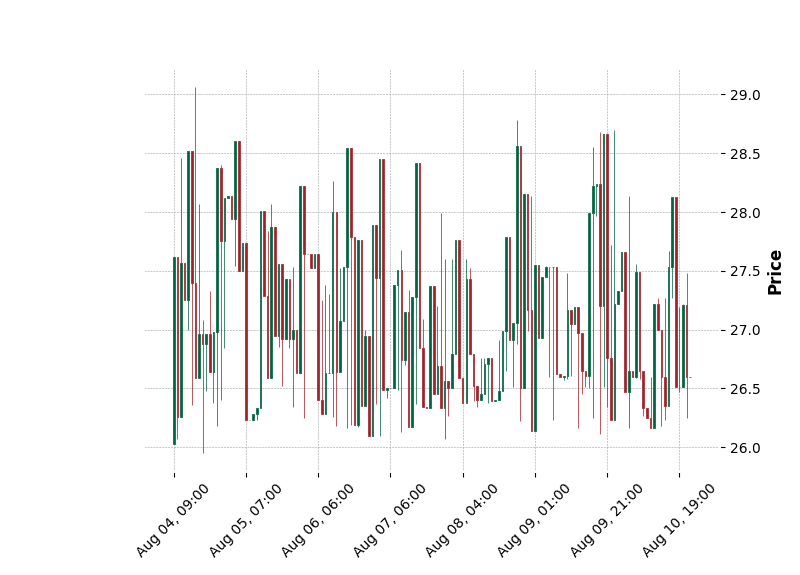 29.0
28.5
28.0
27.5
27.0
26.5
26.0
Price
Aug 04, 09:00
Aug 05, 07:00
Aug 06, 06:00
Aug 07, 06:00
Aug 08, 04:00
Aug 09, 01:00
Aug 09, 21:00
Aug 10, 19:00